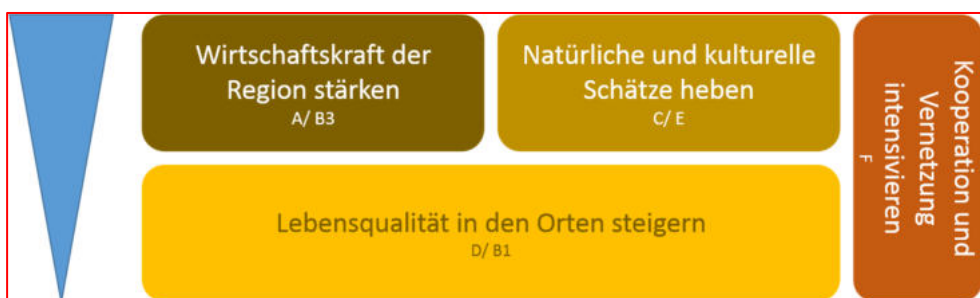 Wirtschaftskraft der
Region stärken
A/ B3
Natürliche und kulturelle
Schätze heben
C/ E
Lebensqualität in den Orten steigern
D/ B1
Kooperation und
Vernetzung
intensivieren
F